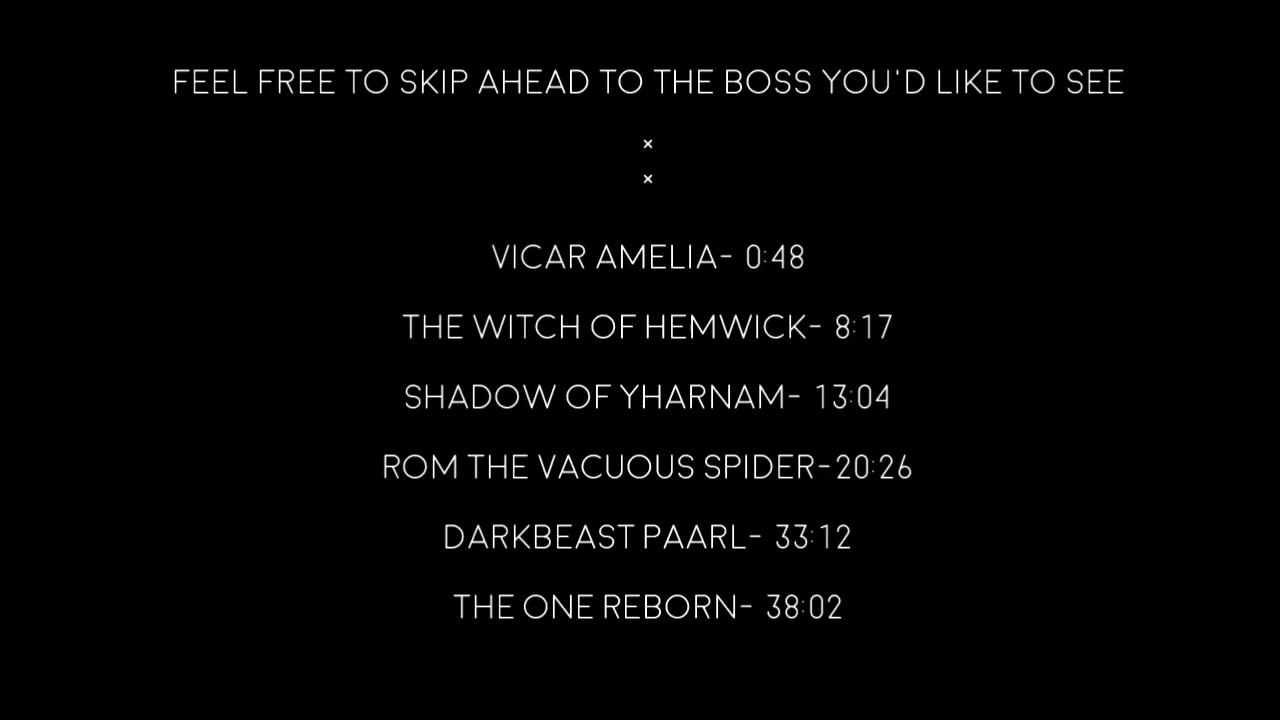 FEEL FREE TO SKIP AHEAD TO THE BOSS YOU'D LIKE TO SEE
×
×
VICAR AMELIA- 0:48
THE WITCH OF HEMWICK- 8:17
SHADOW OF YHARNAM- 13:04
ROM THE VACUOUS SPIDER-20:26
DARKBEAST PAARL- 33:12
THE ONE REBORN- 38:02